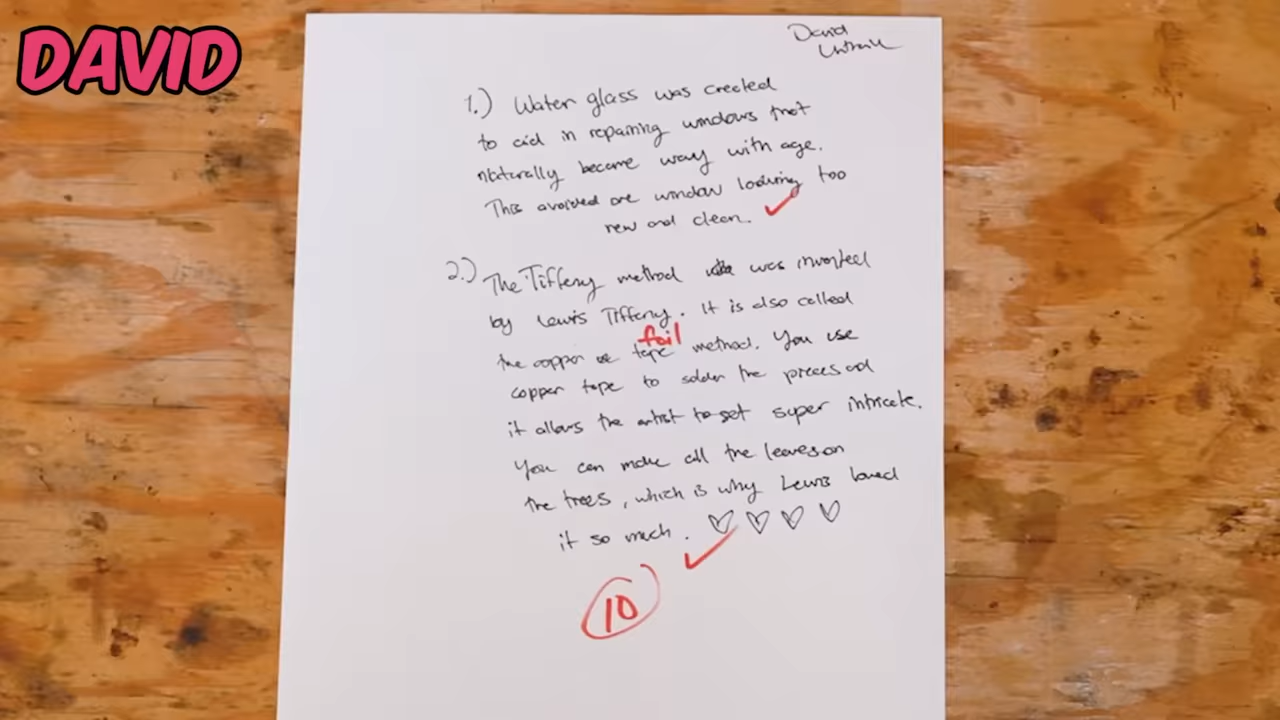 DAVID
David
1.) Water glass was created
to aid in repairing windows that
naturally became wavy with age.
This avoided one window looking too
new and clean.
2.) The Tiffeny method was invented
by Lewis Tiffeny. It is also called
foil
the copper tape method. You use
copper tape to solder the pieces and
it allows the artist to get super intricate.
You can make all the leaves on
the trees, which is why Lewis loved
it so much.
10